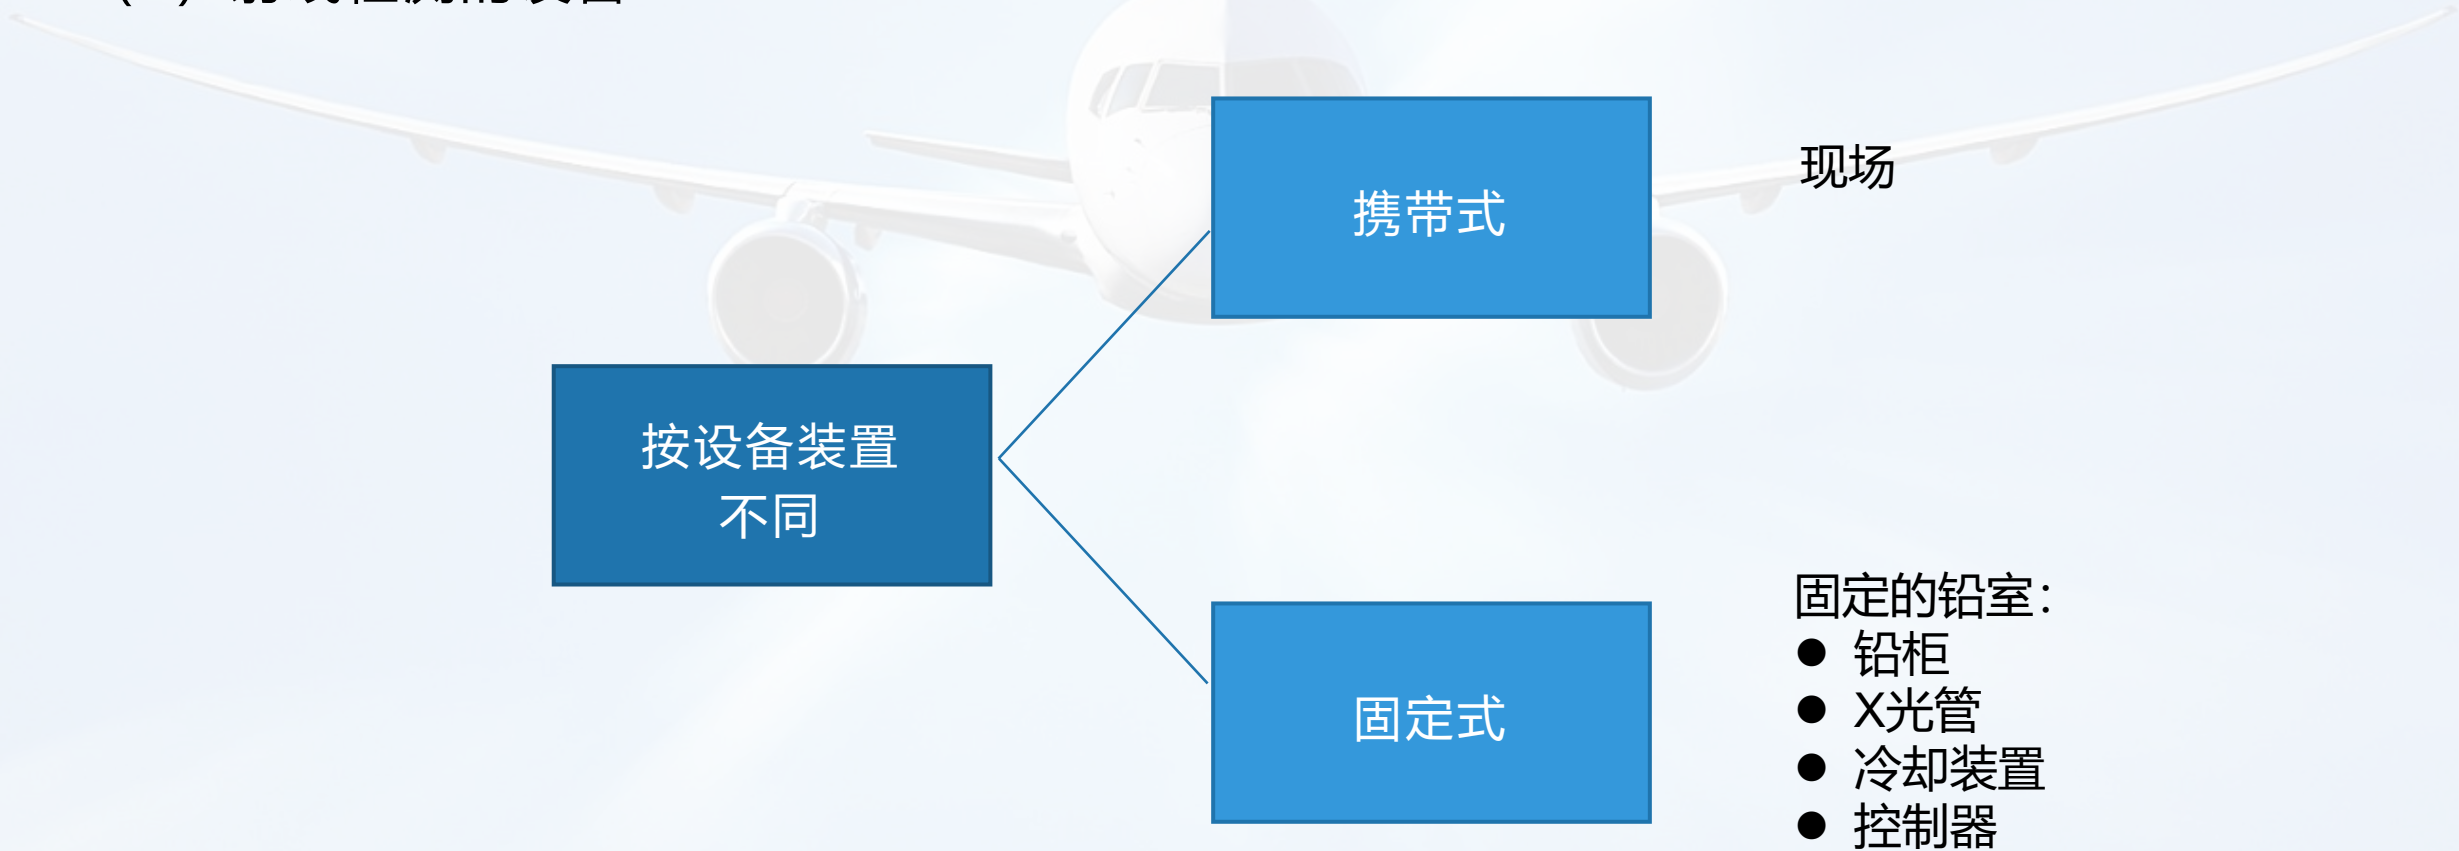 现场
携带式
按设备装置
不同
固定式
固定的铅室：
● 铅柜
● X光管
● 冷却装置
● 控制器